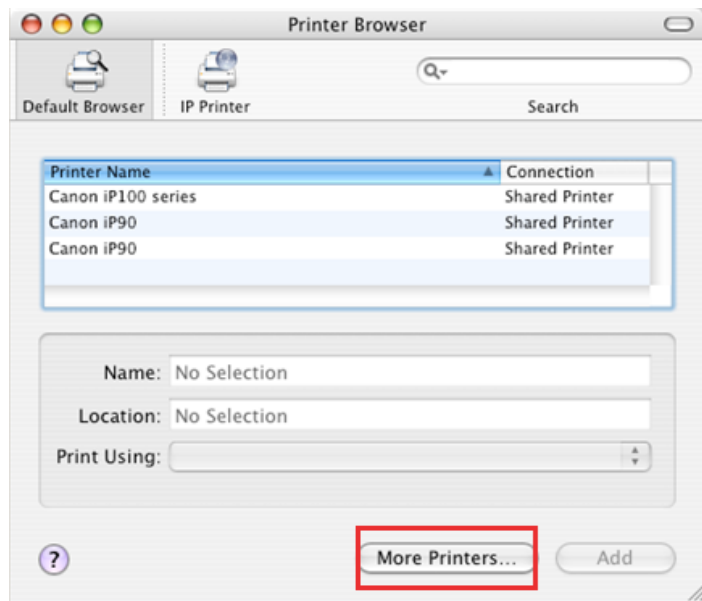 Printer Browser
Default Browser IP Printer Search
Printer Name Connection
Canon iP100 series Shared Printer
Canon iP90 Shared Printer
Canon iP90 Shared Printer
Name: No Selection
Location: No Selection
Print Using:
? More Printers... Add